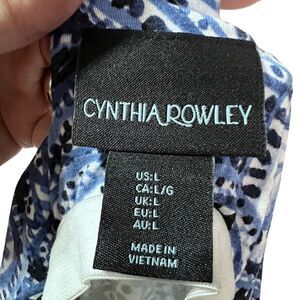 CYNTHIA ROWLEY
US:L
CA:L/G
UK:L
EU:L
AU:L
MADE IN
VIETNAM